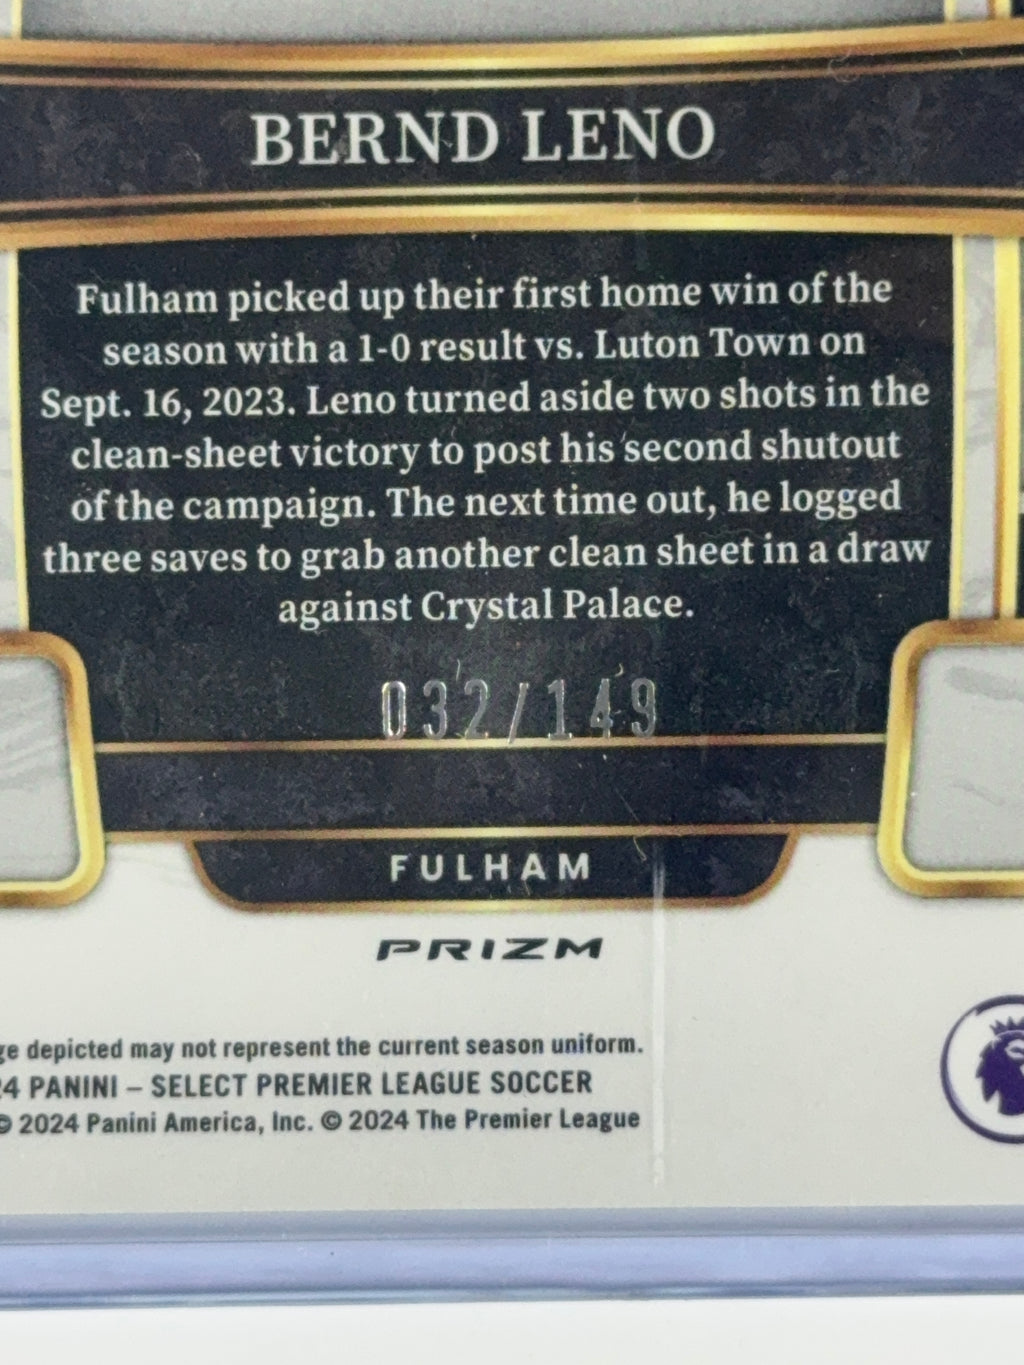 BERND LENO
Fulham picked up their first home win of the
season with a 1-0 result vs. Luton Town on
Sept. 16, 2023. Leno turned aside two shots in the
clean-sheet victory to post his second shutout
of the campaign. The next time out, he logged
three saves to grab another clean sheet in a draw
against Crystal Palace.
032/149
FULHAM
PRIZM
depicted may not represent the current season uniform.
PANINI – SELECT PREMIER LEAGUE SOCCER
© 2024 Panini America, Inc. © 2024 The Premier League